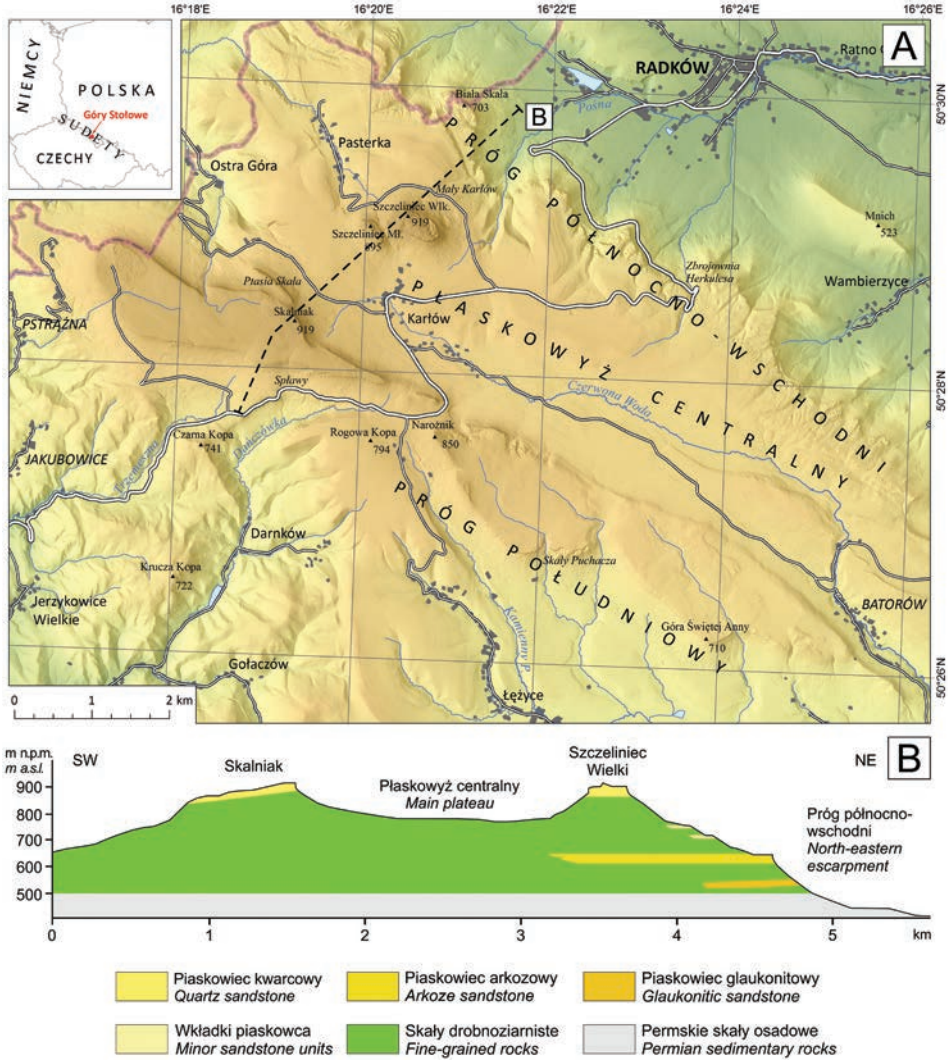 A
NIEMCY
POLSKA
Góry Stołowe
SUDETY
CZECHY
16°18'E
16°20'E
16°22'E
16°24'E
16°26'E
50°30'N
50°28'N
50°26'N
RADKÓW
Ratno
Pośna
Biała Skała
703
B
Pasterka
Ostra Góra
Mały Karłów
Szczeliniec Wlk.
919
Szczeliniec Mł.
895
Mnich
523
Zbrojownia
Herkulesa
Wambierzyce
Ptasia Skała
Skalniak
919
Karłów
PSTRĄŻNA
PRÓG PÓŁNOCNO-WSCHODNI
PŁASKOWYŻ CENTRALNY
Czerwona Woda
Spławy
Czarna Kopa
741
Danczówka
Rogowa Kopa
794
Narożnik
850
JAKUBOWICE
PRÓG POŁUDNIOWY
Darnków
Skały Puchacza
Krucza Kopa
722
Jerzykowice
Wielkie
BATORÓW
Góra Świętej Anny
710
Kamienny P.
Gołaczów
Łężyce
0
1
2 km
B
m n.p.m.
m a.s.l.
SW
NE
Skalniak
Płaskowyż centralny
Main plateau
Szczeliniec
Wielki
Próg północno-
wschodni
North-eastern
escarpment
900
800
700
600
500
0
1
2
3
4
5
km
Piaskowiec kwarcowy
Quartz sandstone
Piaskowiec arkozowy
Arkoze sandstone
Piaskowiec glaukonitowy
Glaukonitic sandstone
Wkładki piaskowca
Minor sandstone units
Skały drobnoziarniste
Fine-grained rocks
Permskie skały osadowe
Permian sedimentary rocks